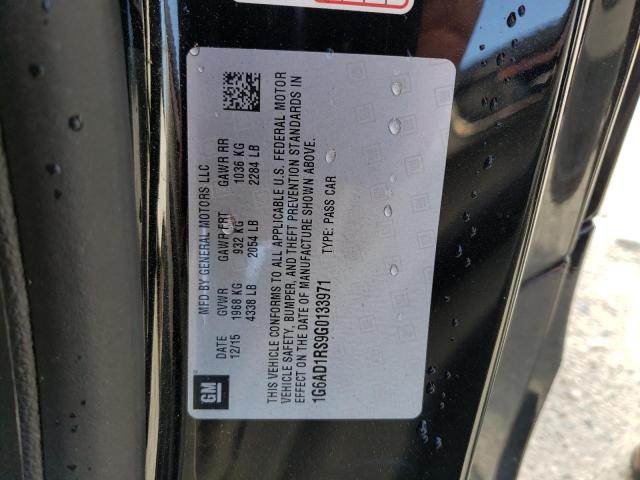 MFD BY GENERAL MOTORS LLC
DATE GVWR GAWR FRT GAWR RR
12/15 1968 KG 932 KG 1036 KG
4338 LB 2054 LB 2284 LB
GM
THIS VEHICLE CONFORMS TO ALL APPLICABLE U.S. FEDERAL MOTOR
VEHICLE SAFETY, BUMPER, AND THEFT PREVENTION STANDARDS IN
EFFECT ON THE DATE OF MANUFACTURE SHOWN ABOVE.
1G6AD1RS9G0133971 TYPE: PASS CAR